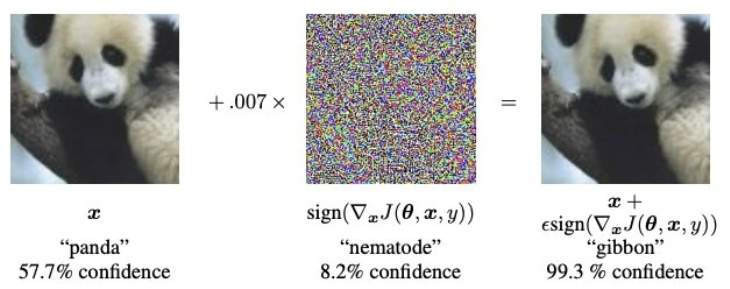 + .007 ×
=
x
sign(∇ₓJ(θ, x, y))
x +
ϵsign(∇ₓJ(θ, x, y))
“panda”
“nematode”
“gibbon”
57.7% confidence
8.2% confidence
99.3 % confidence